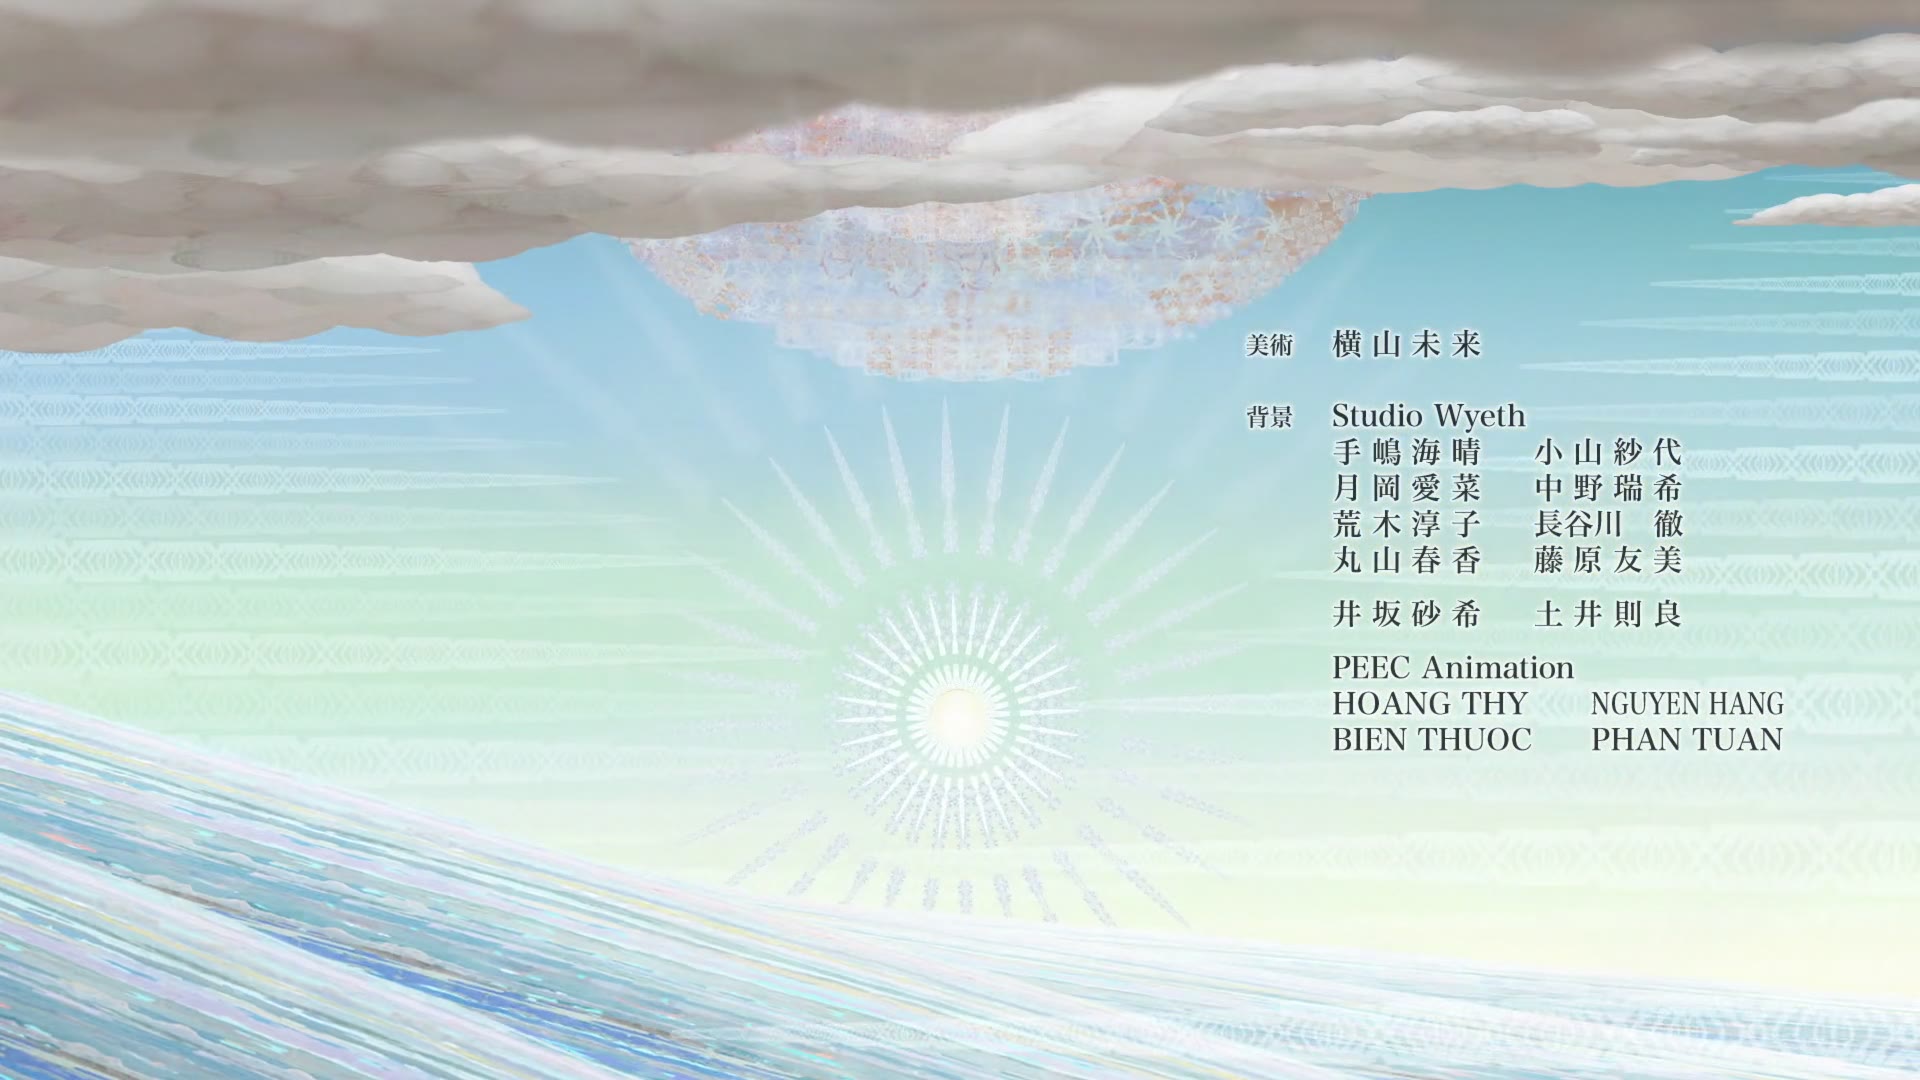 美術 横山未来
背景 Studio Wyeth
手嶋海晴 小山紗代
月岡愛菜 中野瑞希
荒木淳子 長谷川 徹
丸山春香 藤原友美
井坂砂希 土井則良
PEEC Animation
HOANG THY NGUYEN HANG
BIEN THUOC PHAN TUAN